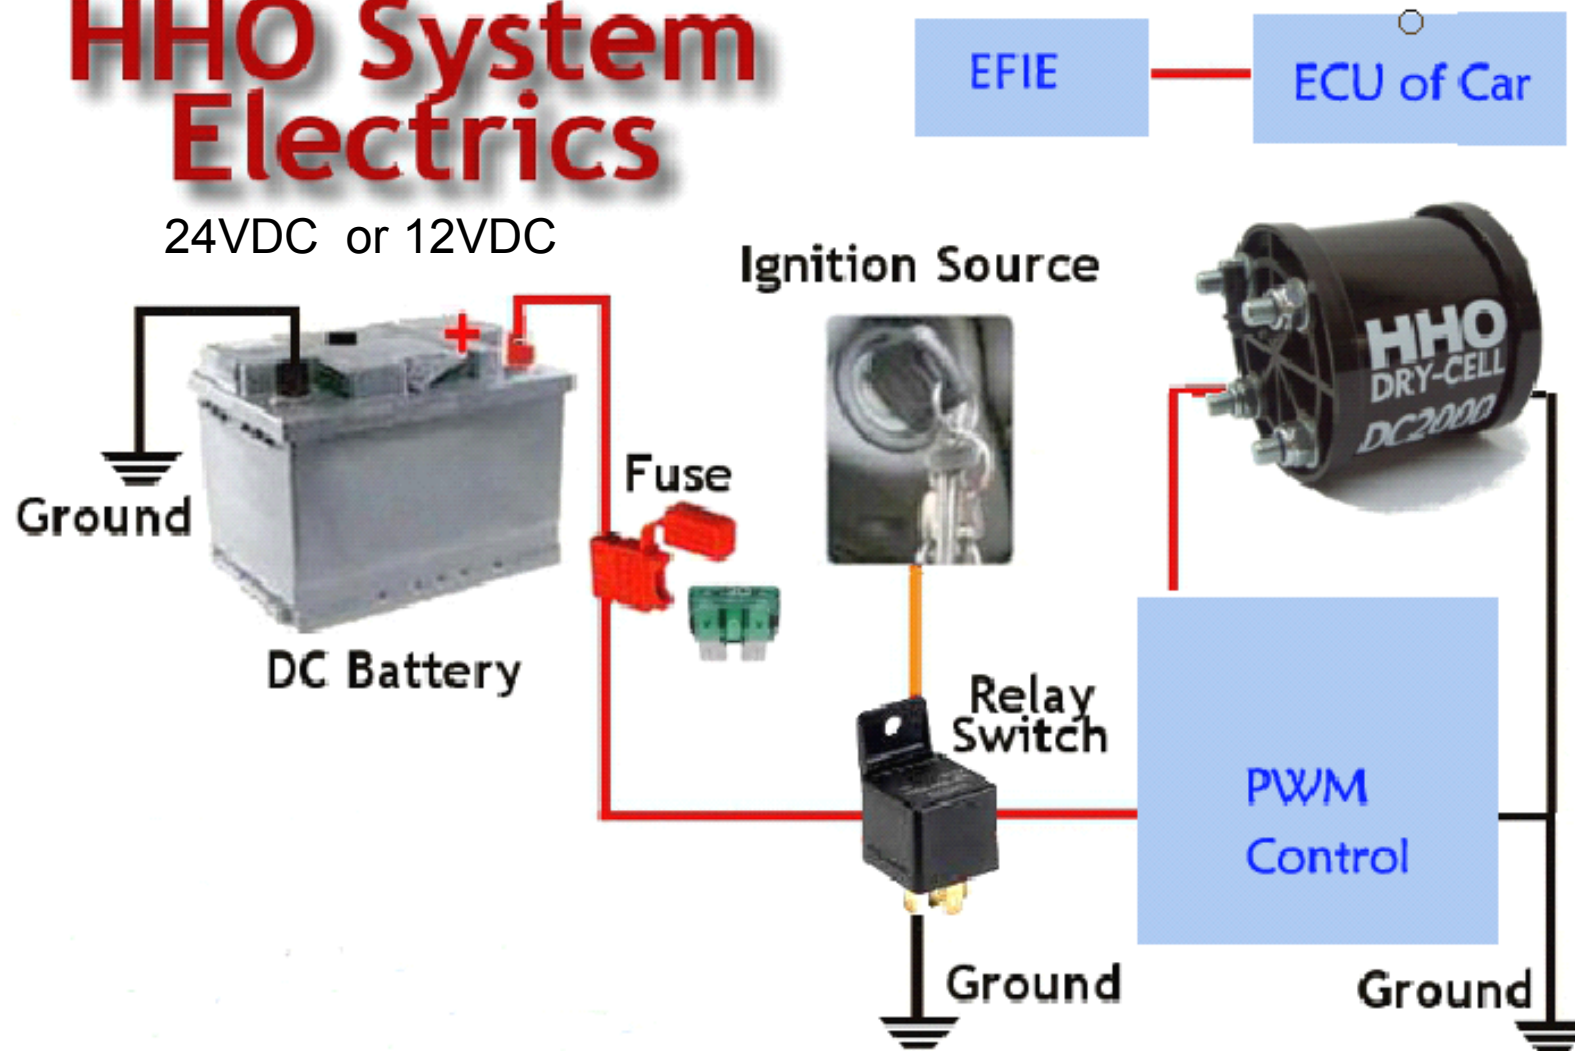 HHO System
Electrics
24VDC or 12VDC
EFIE
ECU of Car
Ignition Source
HHO
DRY-CELL
DC2000
+
Fuse
Ground
DC Battery
Relay
Switch
PWM
Control
Ground
Ground